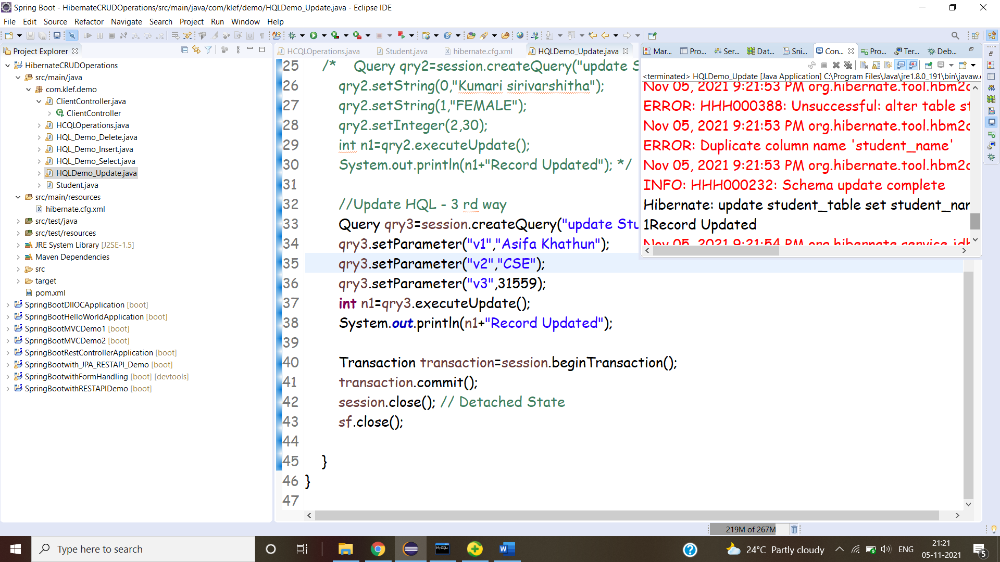 Spring Boot - HibernateCRUDOperations/src/main/java/com/klef/demo/HQLDemo_Update.java - Eclipse IDE
File Edit Source Refactor Navigate Search Project Run Window Help
Project Explorer
HibernateCRUDOperations
src/main/java
com.klef.demo
ClientController.java
ClientController
HCQLOperations.java
HQL_Demo_Delete.java
HQL_Demo_Insert.java
HQL_Demo_Select.java
HQLDemo_Update.java
Student.java
src/main/resources
hibernate.cfg.xml
src/test/java
src/test/resources
JRE System Library [J2SE-1.5]
Maven Dependencies
src
target
pom.xml
SpringBootDIIOCApplication [boot]
SpringBootHelloWorldApplication [boot]
SpringBootMVCDemo1 [boot]
SpringBootMVCDemo2 [boot]
SpringBootRestControllerApplication [boot]
SpringBootwith_JPA_RESTAPI_Demo [boot]
SpringBootwithFormHandling [boot] [devtools]
SpringBootwithRESTAPIDemo [boot]
HCQLOperations.java Student.java hibernate.cfg.xml HQLDemo_Update.java
25 /* Query qry2=session.createQuery("update S
26 qry2.setString(0,"Kumari sirivarshitha");
27 qry2.setString(1,"FEMALE");
28 qry2.setInteger(2,30);
29 int n1=qry2.executeUpdate();
30 System.out.println(n1+"Record Updated"); */
31
32 //Update HQL - 3 rd way
33 Query qry3=session.createQuery("update Stu
34 qry3.setParameter("v1","Asifa Khathun");
35 qry3.setParameter("v2","CSE");
36 qry3.setParameter("v3",31559);
37 int n1=qry3.executeUpdate();
38 System.out.println(n1+"Record Updated");
39
40 Transaction transaction=session.beginTransaction();
41 transaction.commit();
42 session.close(); // Detached State
43 sf.close();
44
45 }
46 }
47
Mar... Pro... Ser... Dat... Sni... Con... Pro... Ter... Deb...
<terminated> HQLDemo_Update [Java Application] C:\Program Files\Java\jre1.8.0_191\bin\javaw.e
Nov 05, 2021 9:21:53 PM org.hibernate.tool.hbm2d
ERROR: HHH000388: Unsuccessful: alter table st
Nov 05, 2021 9:21:53 PM org.hibernate.tool.hbm2d
ERROR: Duplicate column name 'student_name'
Nov 05, 2021 9:21:53 PM org.hibernate.tool.hbm2d
INFO: HHH000232: Schema update complete
Hibernate: update student_table set student_nam
1Record Updated
Nov 05, 2021 9:21:54 PM org.hibernate.service.jdb
219M of 267M
Type here to search
MySQL
24°C Partly cloudy
ENG
21:21
05-11-2021
5